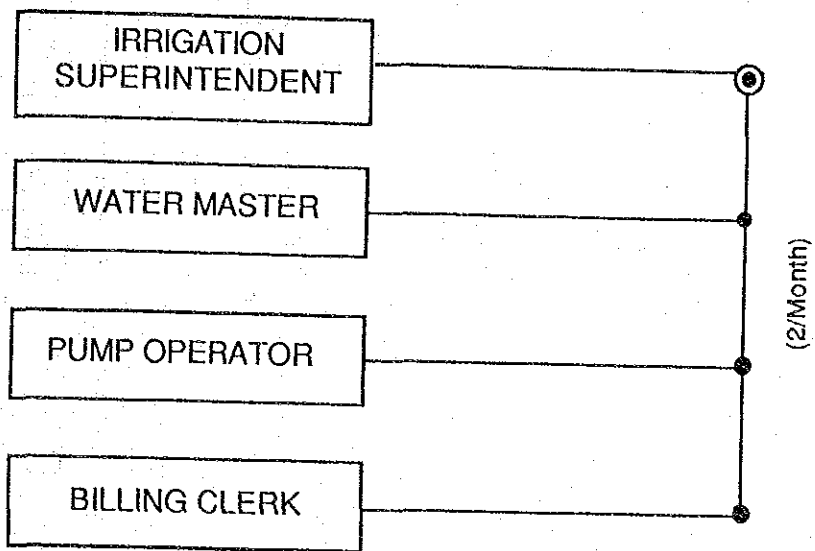 IRRIGATION
SUPERINTENDENT
WATER MASTER
PUMP OPERATOR
BILLING CLERK
(2/Month)